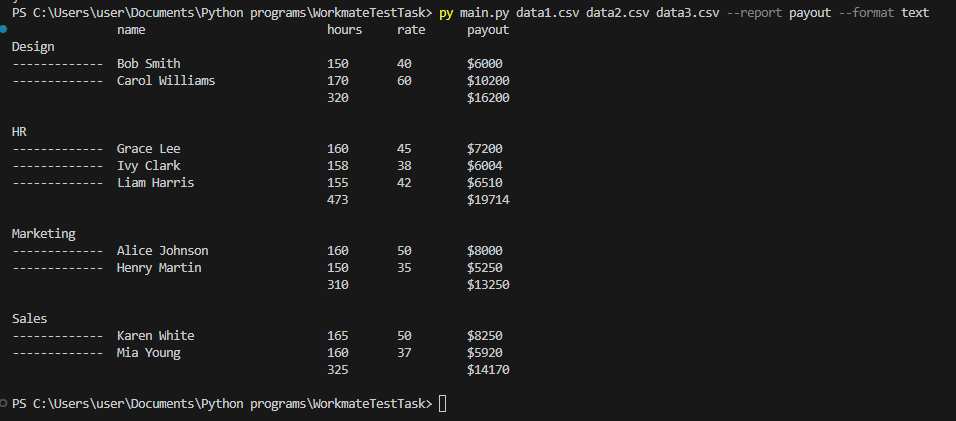 PS C:\Users\user\Documents\Python programs\WorkmateTestTask> py main.py data1.csv data2.csv data3.csv --report payout --format text
name hours rate payout
Design
------------- Bob Smith 150 40 $6000
------------- Carol Williams 170 60 $10200
320 $16200
HR
------------- Grace Lee 160 45 $7200
------------- Ivy Clark 158 38 $6004
------------- Liam Harris 155 42 $6510
473 $19714
Marketing
------------- Alice Johnson 160 50 $8000
------------- Henry Martin 150 35 $5250
310 $13250
Sales
------------- Karen White 165 50 $8250
------------- Mia Young 160 37 $5920
325 $14170
PS C:\Users\user\Documents\Python programs\WorkmateTestTask>